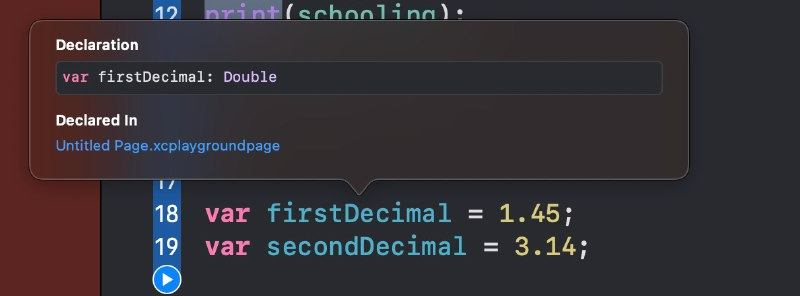 12 print(schooling);
Declaration
var firstDecimal: Double
Declared In
Untitled Page.xcplaygroundpage
17
18 var firstDecimal = 1.45;
19 var secondDecimal = 3.14;